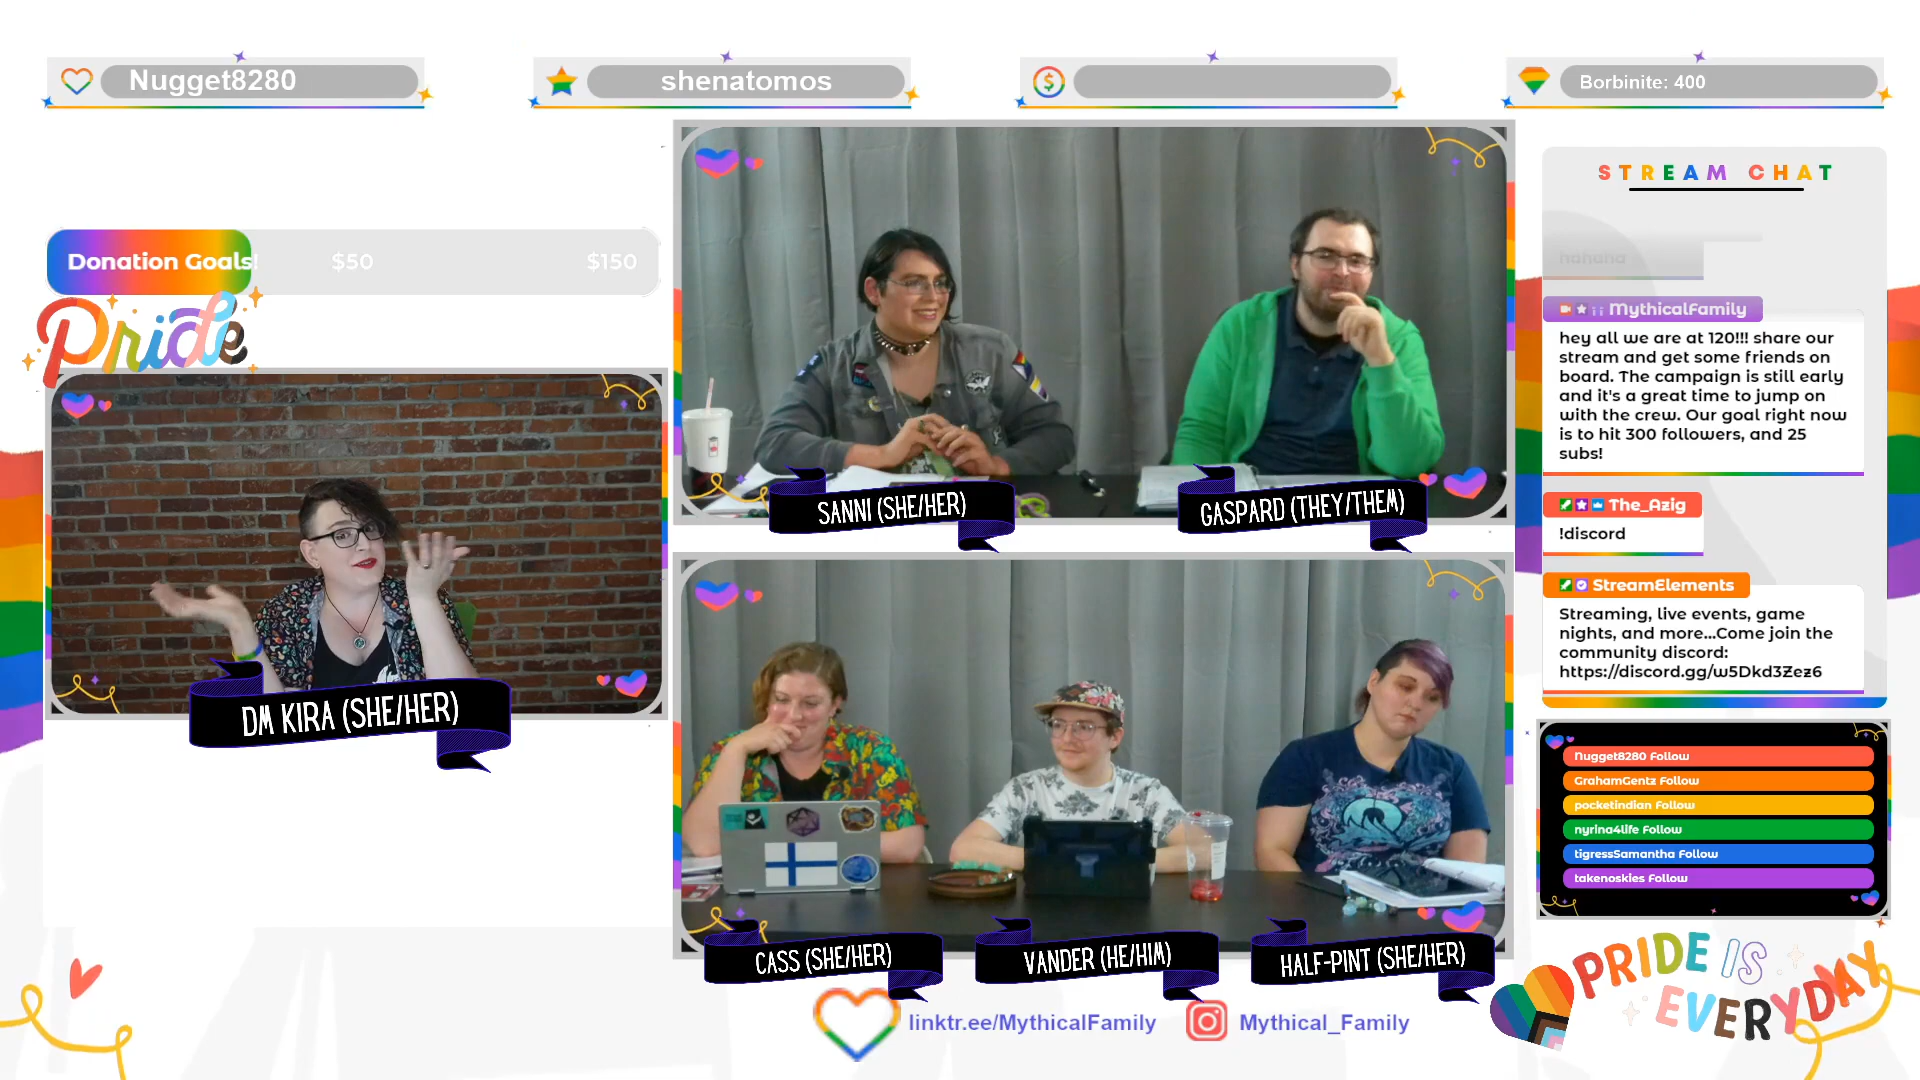 Nugget8280
shenatomos
Borbinite: 400
Donation Goals!
$50
$150
Pride
DM KIRA (SHE/HER)
SANNI (SHE/HER)
GASPARD (THEY/THEM)
CASS (SHE/HER)
VANDER (HE/HIM)
HALF-PINT (SHE/HER)
linktr.ee/MythicalFamily
Mythical_Family
STREAM CHAT
hahana
MythicalFamily
hey all we are at 120!!! share our
stream and get some friends on
board. The campaign is still early
and it's a great time to jump on
with the crew. Our goal right now
is to hit 300 followers, and 25
subs!
The_Azig
!discord
StreamElements
Streaming, live events, game
nights, and more...Come join the
community discord:
https://discord.gg/w5Dkd3Zez6
Nugget8280 Follow
GrahamGentz Follow
pocketindian Follow
nyrina4life Follow
tigressSamantha Follow
takenoskies Follow
PRIDE IS
EVERYDAY